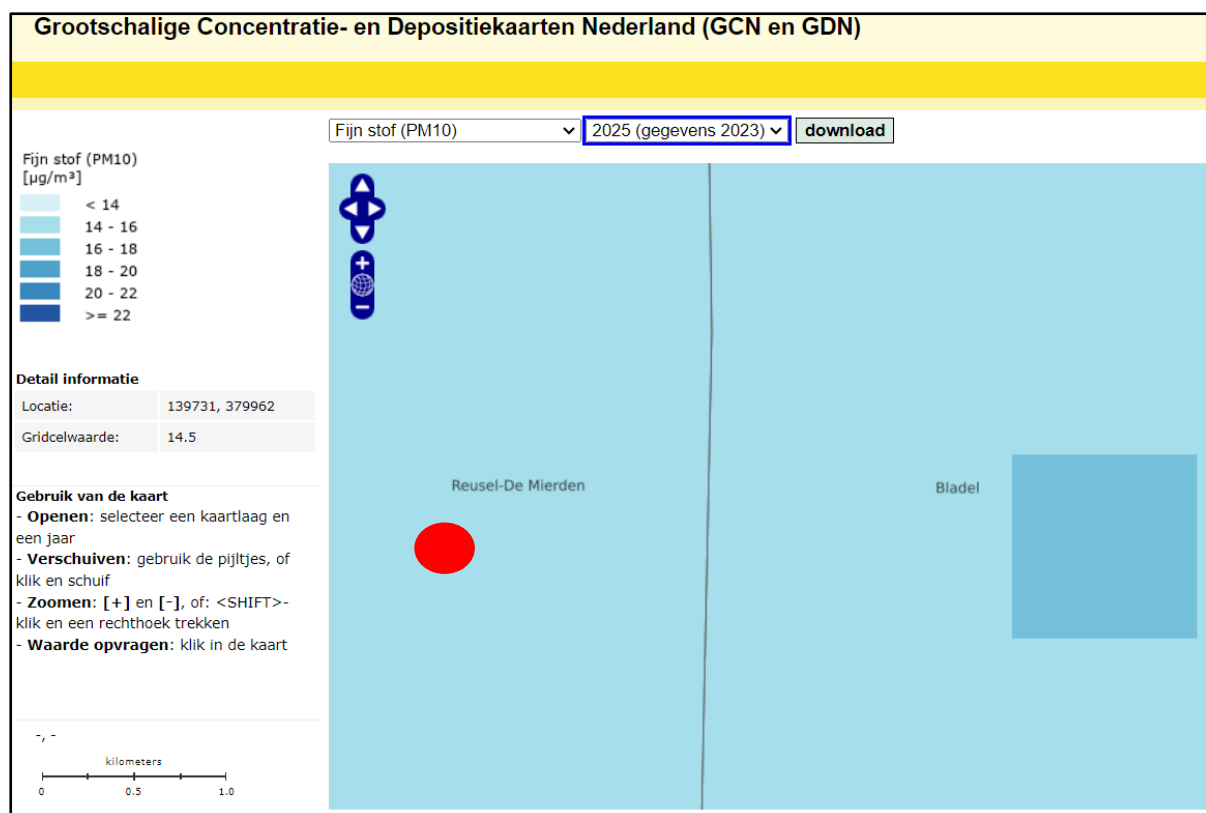 Grootschalige Concentratie- en Depositiekaarten Nederland (GCN en GDN)
Fijn stof (PM10)
2025 (gegevens 2023)
download
Fijn stof (PM10)
[µg/m³]
< 14
14 - 16
16 - 18
18 - 20
20 - 22
>= 22
Detail informatie
Locatie: 139731, 379962
Gridcelwaarde: 14.5
Gebruik van de kaart
- Openen: selecteer een kaartlaag en
een jaar
- Verschuiven: gebruik de pijltjes, of
klik en schuif
- Zoomen: [+] en [-], of: <SHIFT>-
klik en een rechthoek trekken
- Waarde opvragen: klik in de kaart
-, -
kilometers
0 0.5 1.0
Reusel-De Mierden
Bladel